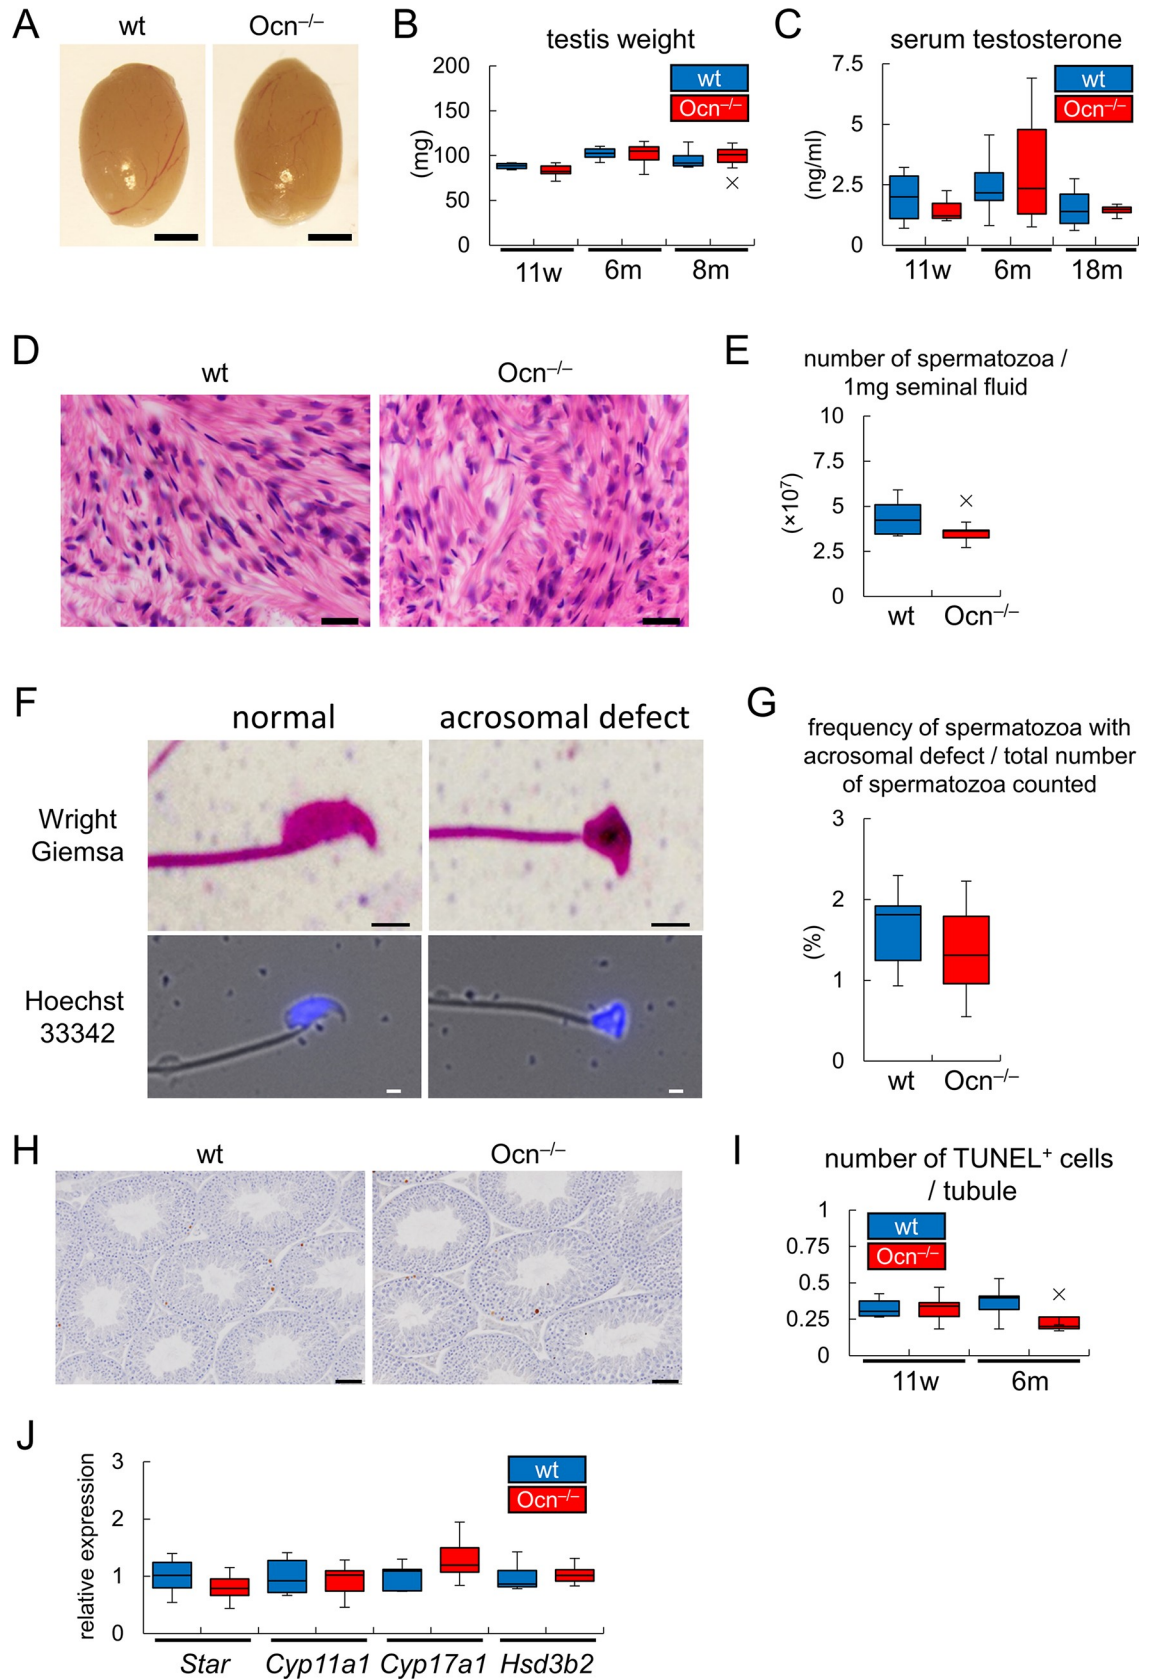 A
wt
Ocn–/–
B
testis weight
200
150
100
50
0
(mg)
wt
Ocn–/–
11w
6m
8m
C
serum testosterone
7.5
5
2.5
0
(ng/ml)
wt
Ocn–/–
11w
6m
18m
D
wt
Ocn–/–
E
number of spermatozoa /
1mg seminal fluid
10
7.5
5
2.5
0
(×10⁷)
wt
Ocn–/–
F
normal
acrosomal defect
Wright
Giemsa
Hoechst
33342
G
frequency of spermatozoa with
acrosomal defect / total number
of spermatozoa counted
3
2
1
0
(%)
wt
Ocn–/–
H
wt
Ocn–/–
I
number of TUNEL⁺ cells
/ tubule
1
0.75
0.5
0.25
0
wt
Ocn–/–
11w
6m
J
relative expression
3
2
1
0
wt
Ocn–/–
Star
Cyp11a1
Cyp17a1
Hsd3b2